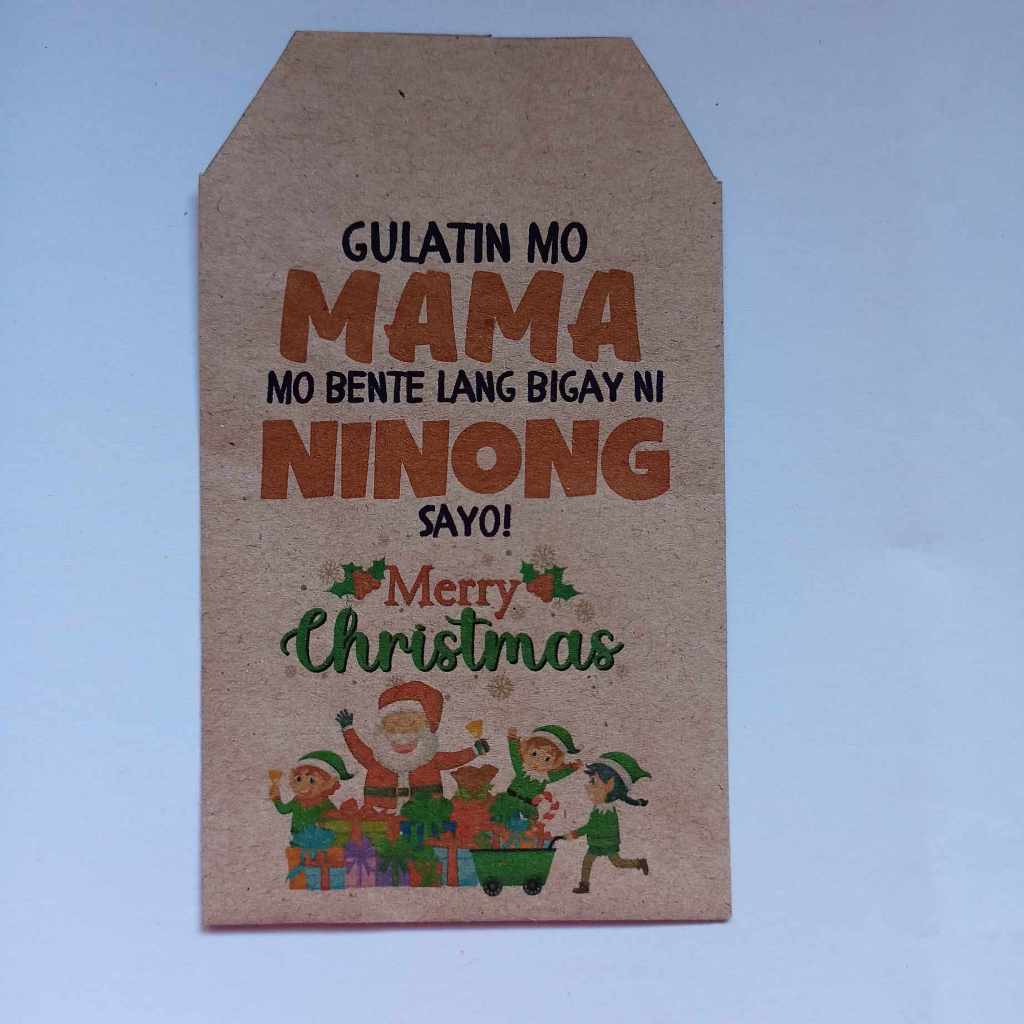 GULATIN MO
MAMA
MO BENTE LANG BIGAY NI
NINONG
SAYO!
Merry
Christmas